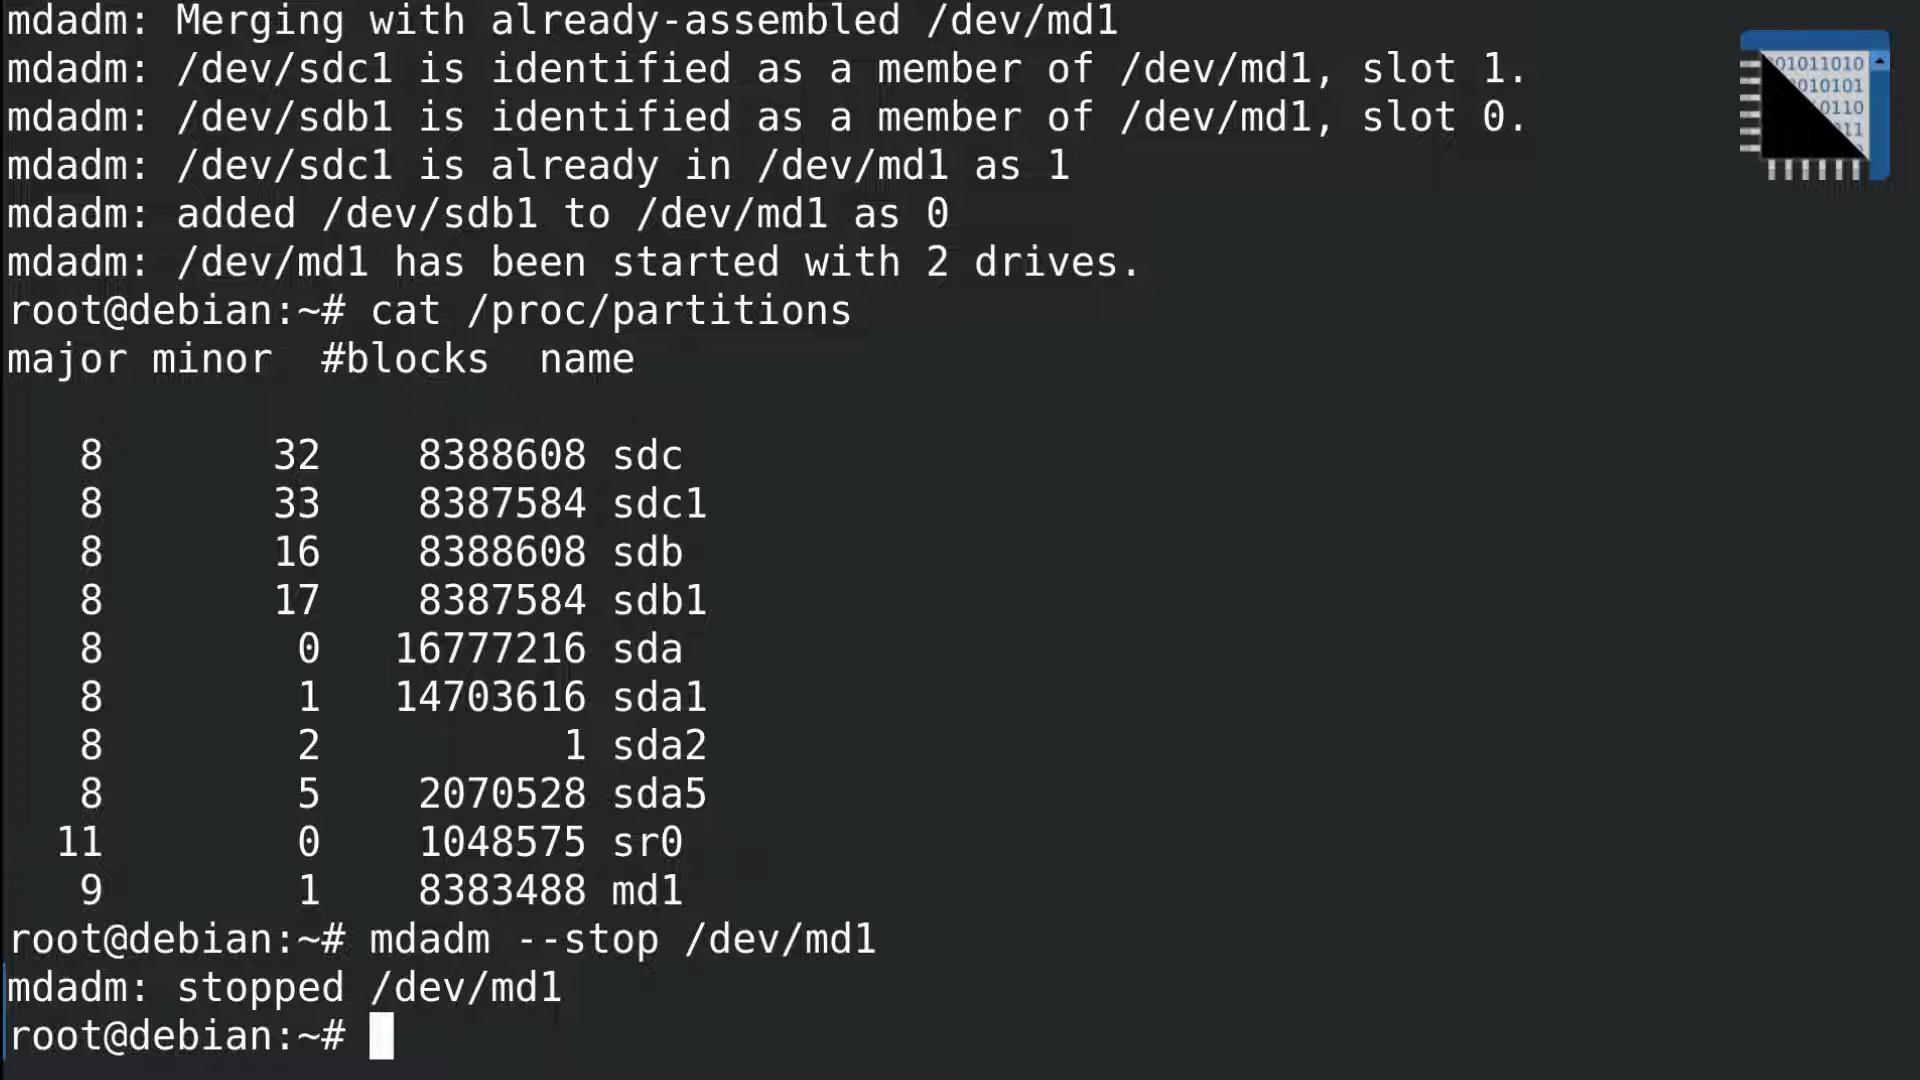 mdadm: Merging with already-assembled /dev/md1
mdadm: /dev/sdc1 is identified as a member of /dev/md1, slot 1.
mdadm: /dev/sdb1 is identified as a member of /dev/md1, slot 0.
mdadm: /dev/sdc1 is already in /dev/md1 as 1
mdadm: added /dev/sdb1 to /dev/md1 as 0
mdadm: /dev/md1 has been started with 2 drives.
root@debian:~# cat /proc/partitions
major minor  #blocks  name
   8       32    8388608 sdc
   8       33    8387584 sdc1
   8       16    8388608 sdb
   8       17    8387584 sdb1
   8        0   16777216 sda
   8        1   14703616 sda1
   8        2          1 sda2
   8        5    2070528 sda5
  11        0    1048575 sr0
   9        1    8383488 md1
root@debian:~# mdadm --stop /dev/md1
mdadm: stopped /dev/md1
root@debian:~#